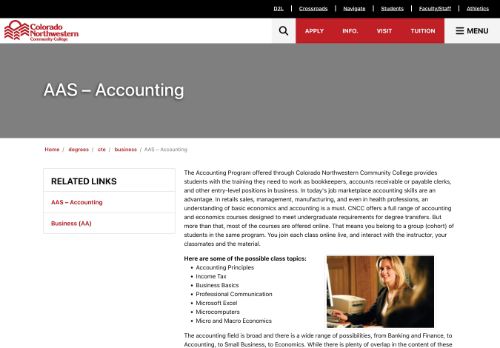 D2L | Crossroads | Navigate | Students | Faculty/Staff | Athletics
Colorado
Northwestern
Community College
APPLY INFO. VISIT TUITION MENU
AAS – Accounting
Home / degrees / cte / business / AAS – Accounting
RELATED LINKS
AAS – Accounting
Business (AA)
The Accounting Program offered through Colorado Northwestern Community College provides
students with the training they need to work as bookkeepers, accounts receivable or payable clerks,
and other entry-level positions in business. In today's job marketplace accounting skills are an
advantage. In retails sales, management, manufacturing, and even in health professions, an
understanding of basic economics and accounting is a must. CNCC offers a full range of accounting
and economics courses designed to meet undergraduate requirements for degree transfers. But
more than that, most of the courses are offered online. That means you belong to a group (cohort) of
students in the same program. You join each class online live, and interact with the instructor, your
classmates and the material.
Here are some of the possible class topics:
• Accounting Principles
• Income Tax
• Business Basics
• Professional Communication
• Microsoft Excel
• Microcomputers
• Micro and Macro Economics
The accounting field is broad and there is a wide range of possibilities, from Banking and Finance, to
Accounting, to Small Business, to Economics. While there is plenty of overlap in the content of these